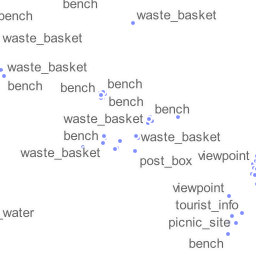 bench
bench
waste_basket
waste_basket
waste_basket
bench
bench
bench
bench
bench
waste_basket
bench
waste_basket
waste_basket
post_box
viewpoint
viewpoint
tourist_info
_water
picnic_site
bench